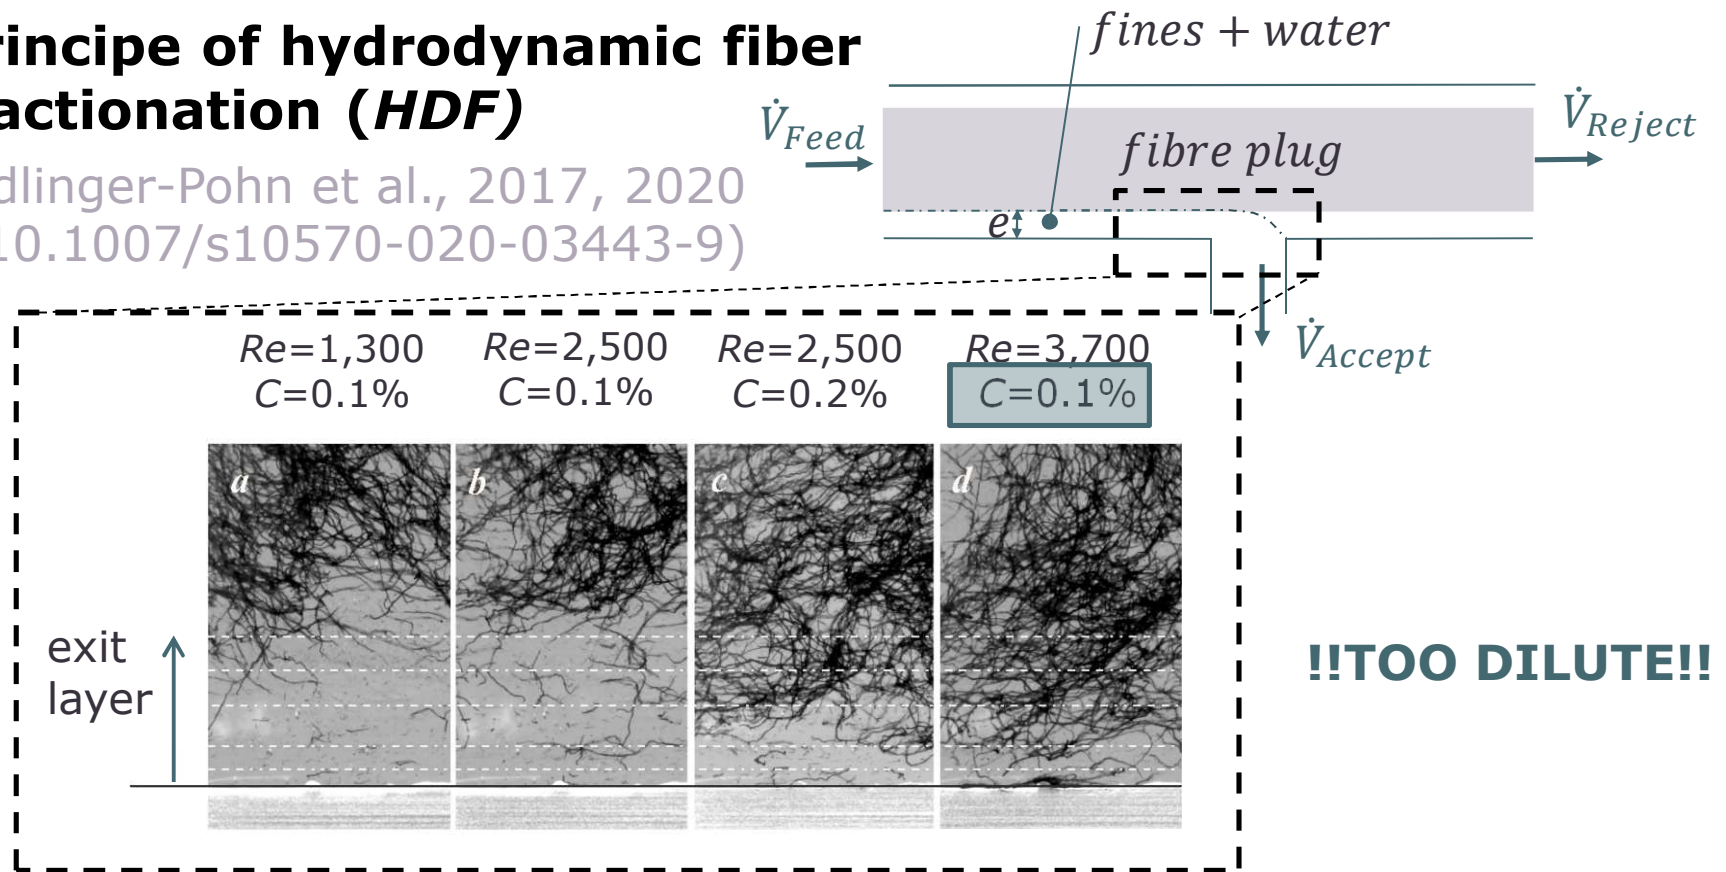 rincipe of hydrodynamic fiber
actionation (HDF)
dlinger-Pohn et al., 2017, 2020
10.1007/s10570-020-03443-9)
fines + water
V̇Feed
fibre plug
V̇Reject
e
V̇Accept
Re=1,300
C=0.1%
Re=2,500
C=0.1%
Re=2,500
C=0.2%
Re=3,700
C=0.1%
a
b
c
d
exit
layer
!!TOO DILUTE!!